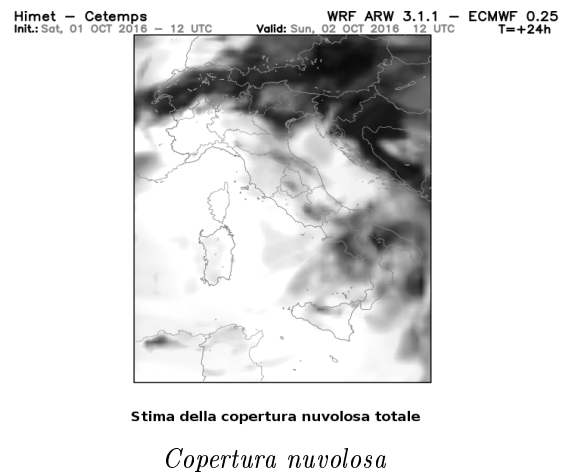 Himet – Cetemps WRF ARW 3.1.1 – ECMWF 0.25
Init.: Sat, 01 OCT 2016 – 12 UTC Valid: Sun, 02 OCT 2016 12 UTC T=+24h
Stima della copertura nuvolosa totale
Copertura nuvolosa